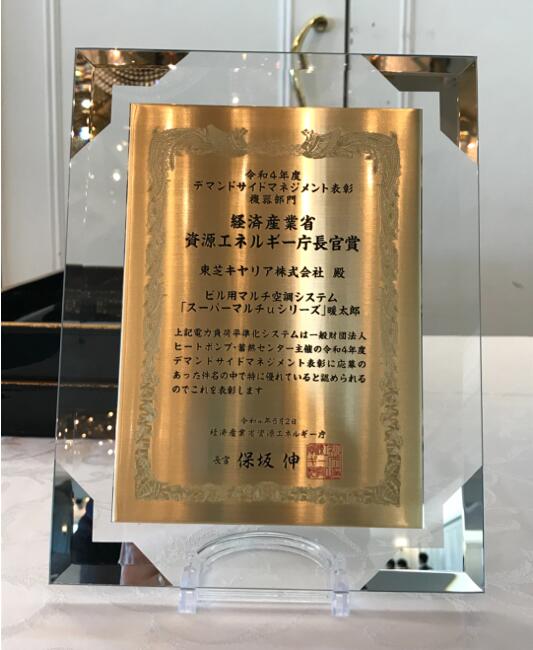 令和4年度
デマンドサイドマネジメント表彰
機器部門
経済産業省
資源エネルギー庁長官賞
東芝キヤリア株式会社 殿
ビル用マルチ空調システム
「スーパーマルチuシリーズ」暖太郎
上記電力負荷平準化システムは一般財団法人
ヒートポンプ・蓄熱センター主催の令和4年度
デマンドサイドマネジメント表彰に応募の
あった件名の中で特に優れていると認められる
のでこれを表彰します
経済産業省資源エネルギー庁
長官 保坂 伸